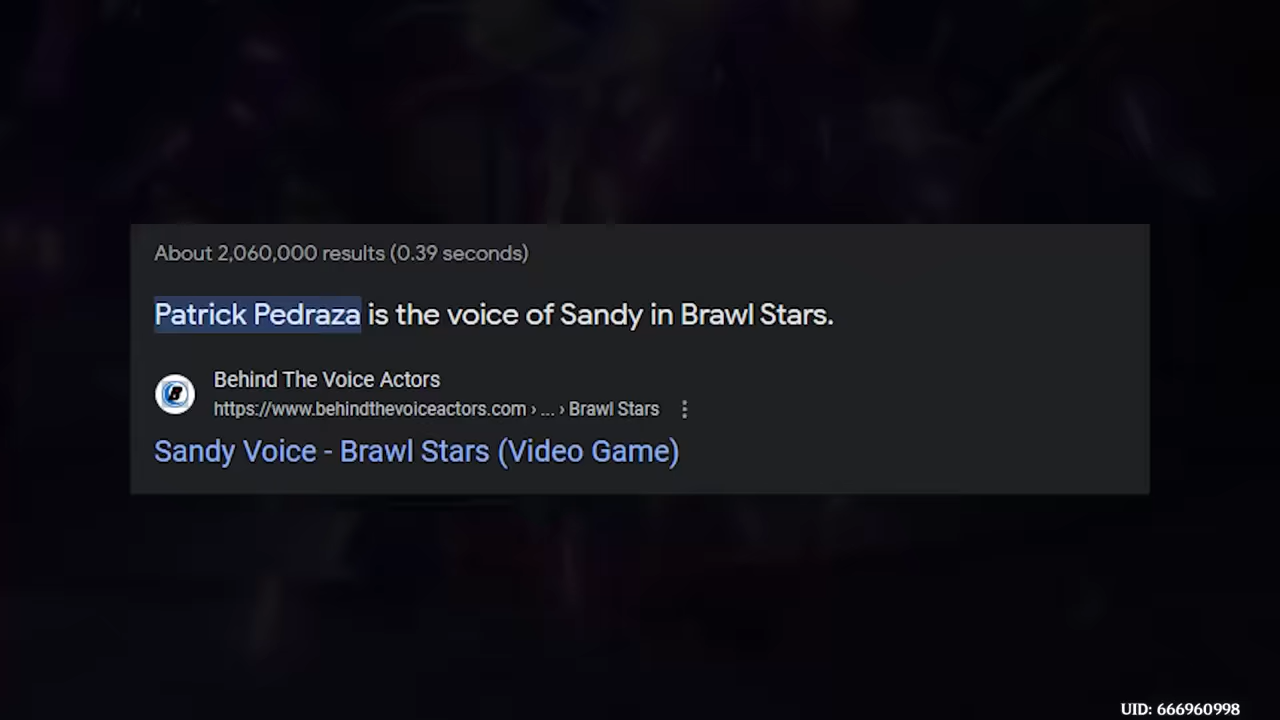 About 2,060,000 results (0.39 seconds)
Patrick Pedraza is the voice of Sandy in Brawl Stars.
Behind The Voice Actors
https://www.behindthevoiceactors.com › ... › Brawl Stars
Sandy Voice - Brawl Stars (Video Game)
UID: 666960998